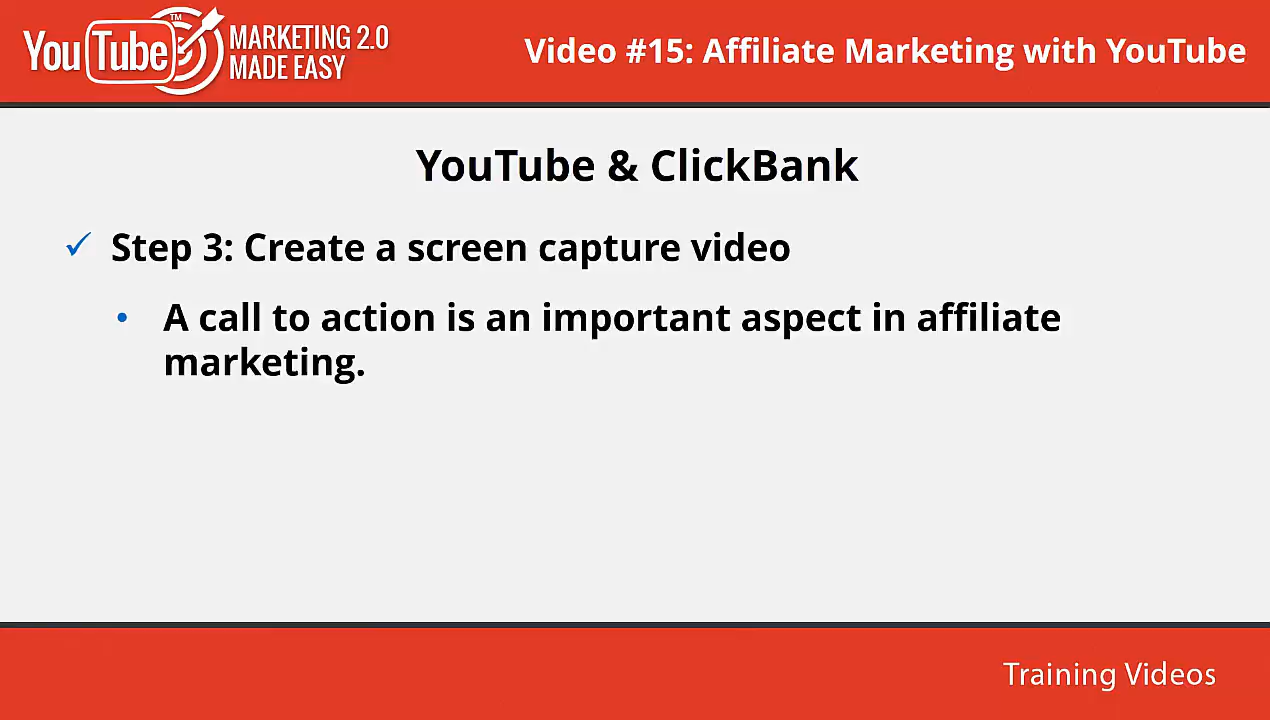 YouTube™
MARKETING 2.0
MADE EASY
Video #15: Affiliate Marketing with YouTube
YouTube & ClickBank
✓ Step 3: Create a screen capture video
• A call to action is an important aspect in affiliate
marketing.
Training Videos